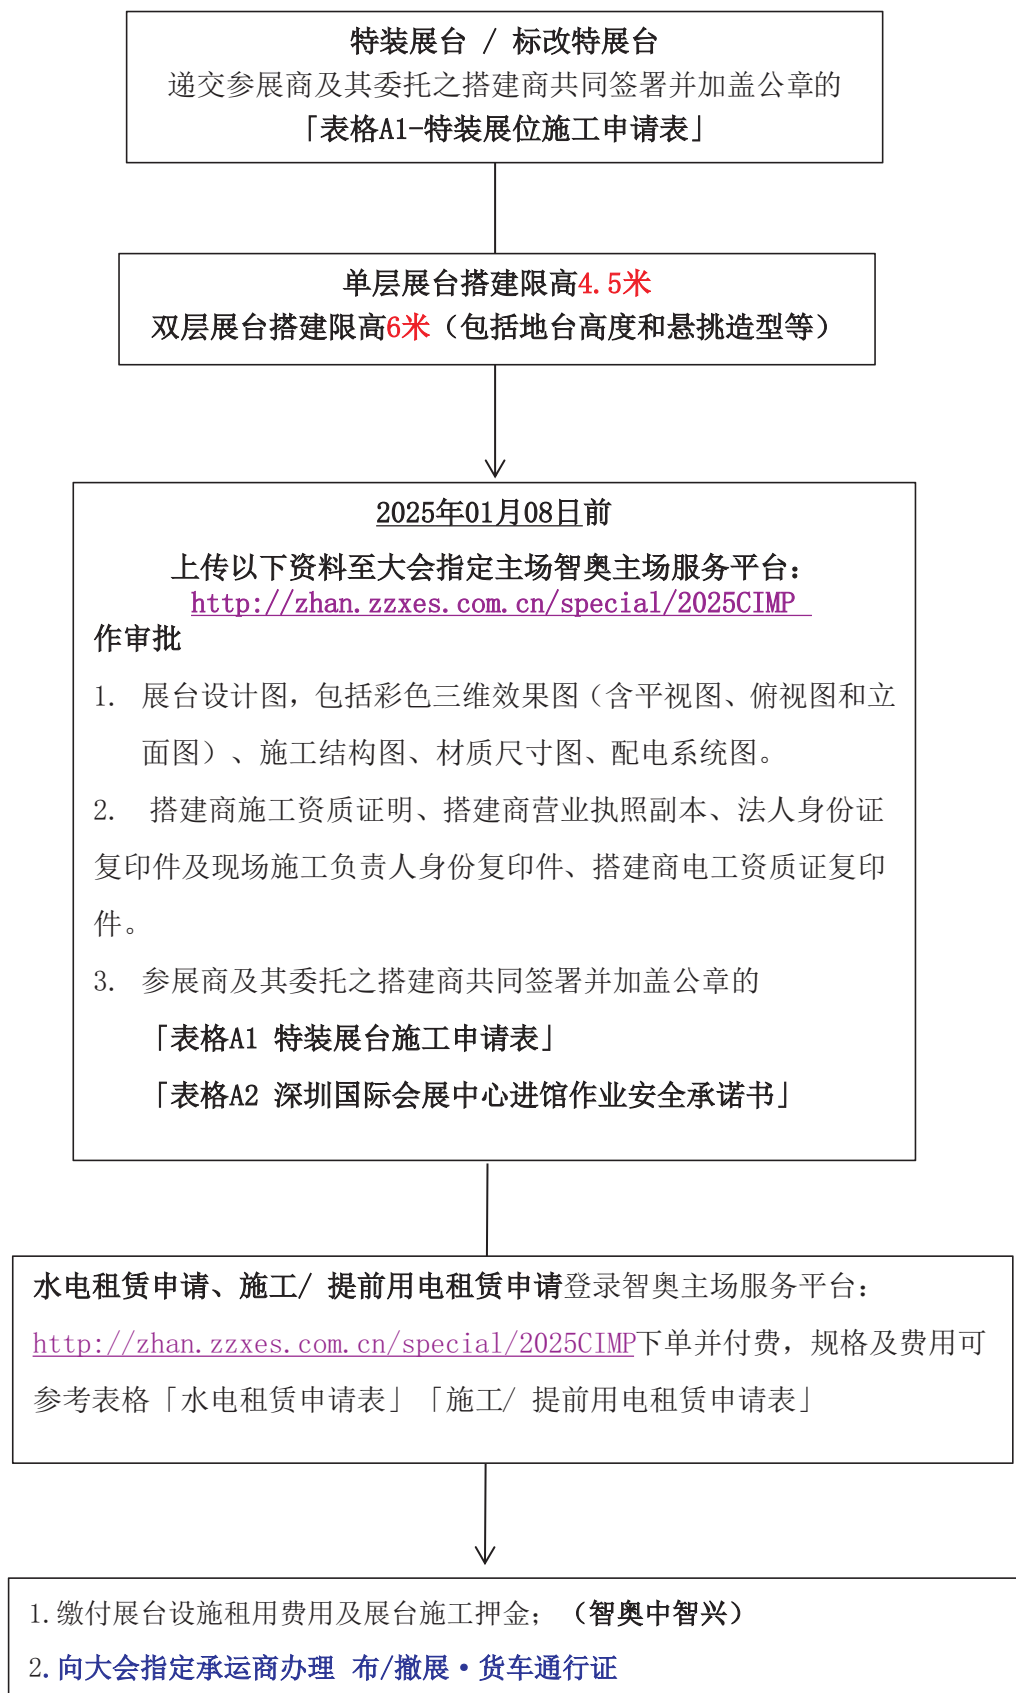 特装展台 / 标改特展台
递交参展商及其委托之搭建商共同签署并加盖公章的
「表格A1-特装展位施工申请表」
单层展台搭建限高4.5米
双层展台搭建限高6米（包括地台高度和悬挑造型等）
2025年01月08日前
上传以下资料至大会指定主场智奥主场服务平台：
http://zhan.zzxes.com.cn/special/2025CIMP
作审批
1. 展台设计图，包括彩色三维效果图（含平视图、俯视图和立
面图）、施工结构图、材质尺寸图、配电系统图。
2. 搭建商施工资质证明、搭建商营业执照副本、法人身份证
复印件及现场施工负责人身份复印件、搭建商电工资质证复印
件。
3. 参展商及其委托之搭建商共同签署并加盖公章的
「表格A1 特装展台施工申请表」
「表格A2 深圳国际会展中心进馆作业安全承诺书」
水电租赁申请、施工/ 提前用电租赁申请登录智奥主场服务平台：
http://zhan.zzxes.com.cn/special/2025CIMP下单并付费，规格及费用可
参考表格「水电租赁申请表」「施工/ 提前用电租赁申请表」
1.缴付展台设施租用费用及展台施工押金；（智奥中智兴）
2.向大会指定承运商办理 布/撤展·货车通行证